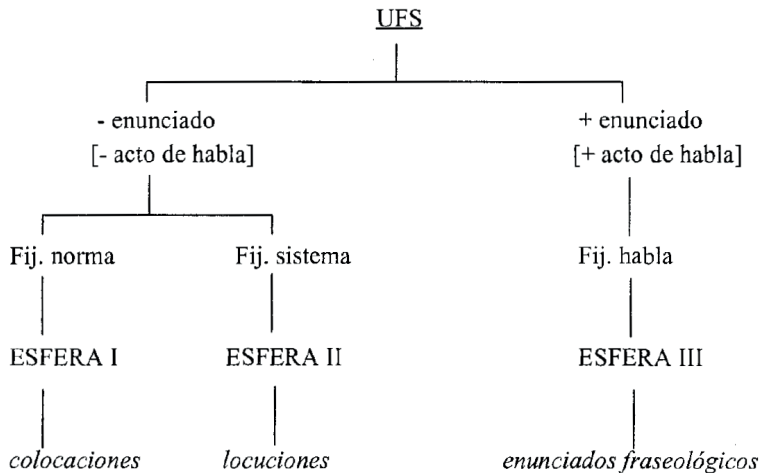 UFS
- enunciado + enunciado
[- acto de habla] [+ acto de habla]
Fij. norma Fij. sistema Fij. habla
ESFERA I ESFERA II ESFERA III
colocaciones locuciones enunciados fraseológicos